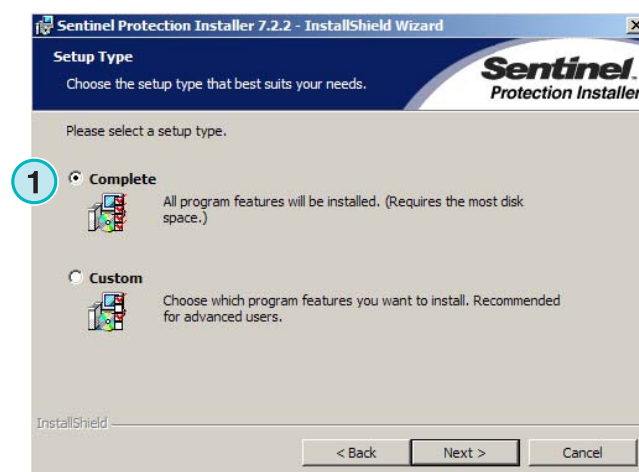 Sentinel Protection Installer 7.2.2 - InstallShield Wizard
Setup Type
Choose the setup type that best suits your needs.
Sentinel.
Protection Installer
Please select a setup type.
1
Complete
All program features will be installed. (Requires the most disk
space.)
Custom
Choose which program features you want to install. Recommended
for advanced users.
InstallShield
< Back
Next >
Cancel